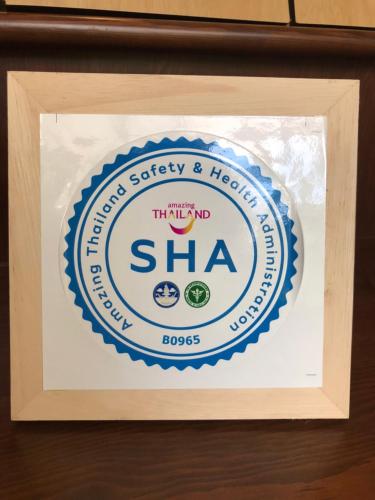 Amazing Thailand Safety & Health Administration
amazing
THAILAND
SHA
B0965